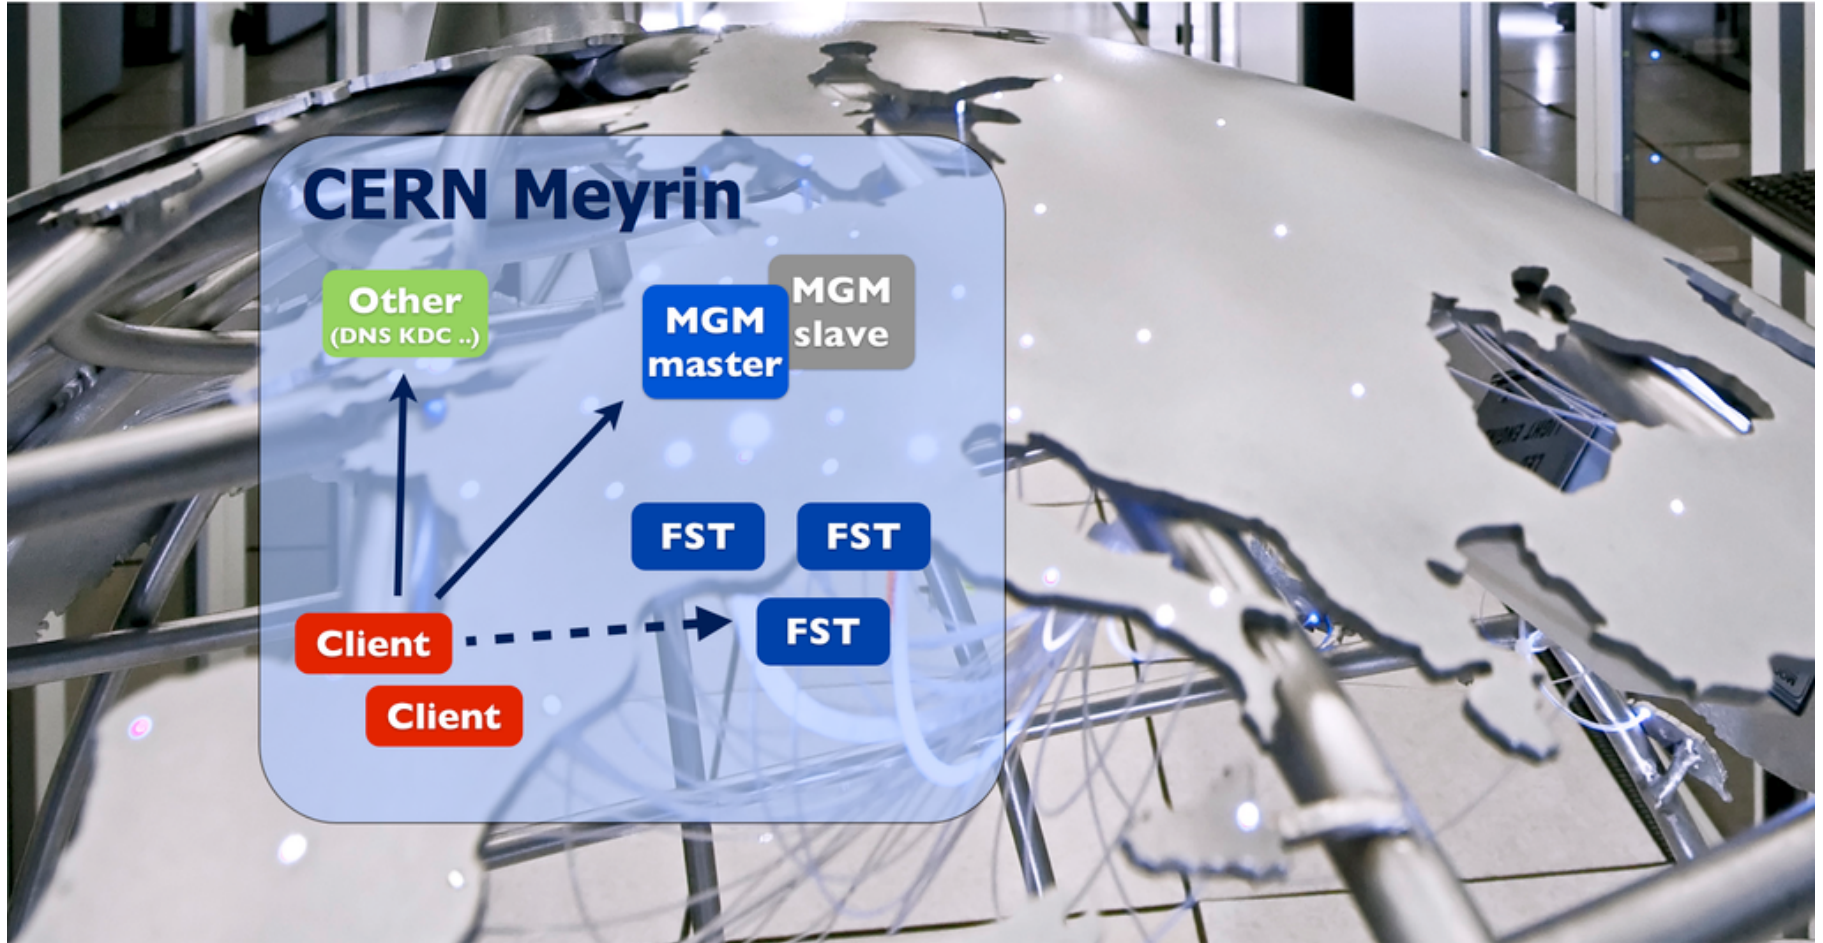 CERN Meyrin
Other
(DNS KDC ..)
MGM
master
MGM
slave
FST
FST
FST
Client
Client